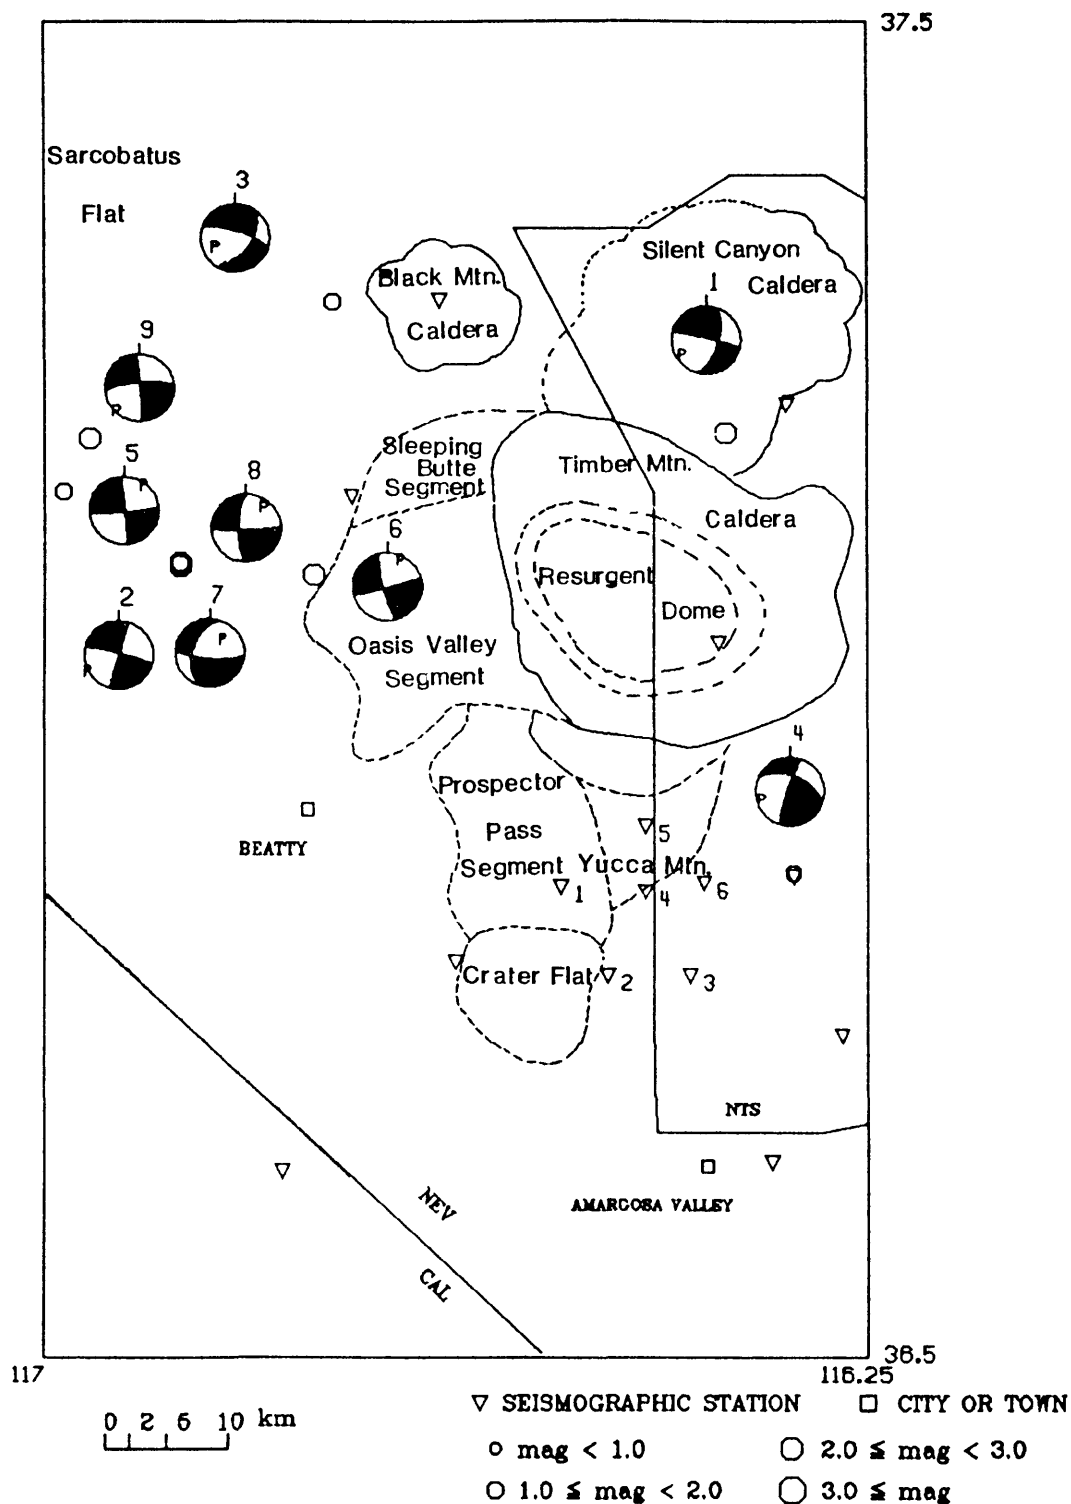 37.5
Sarcobatus
Flat
3
P
Silent Canyon
Caldera
1
P
Black Mtn.
Caldera
9
P
5
P
8
P
Sleeping
Butte
Segment
6
P
Timber Mtn.
Caldera
Resurgent
Dome
2
P
7
P
Oasis Valley
Segment
4
P
Prospector
Pass
Segment
Yucca Mtn.
5
1
4
6
BEATTY
Crater Flat
2
3
NTS
AMARGOSA VALLEY
NEV
CAL
36.5
117
116.25
0 2 6 10 km
SEISMOGRAPHIC STATION
CITY OR TOWN
mag < 1.0
2.0 ≦ mag < 3.0
1.0 ≦ mag < 2.0
3.0 ≦ mag